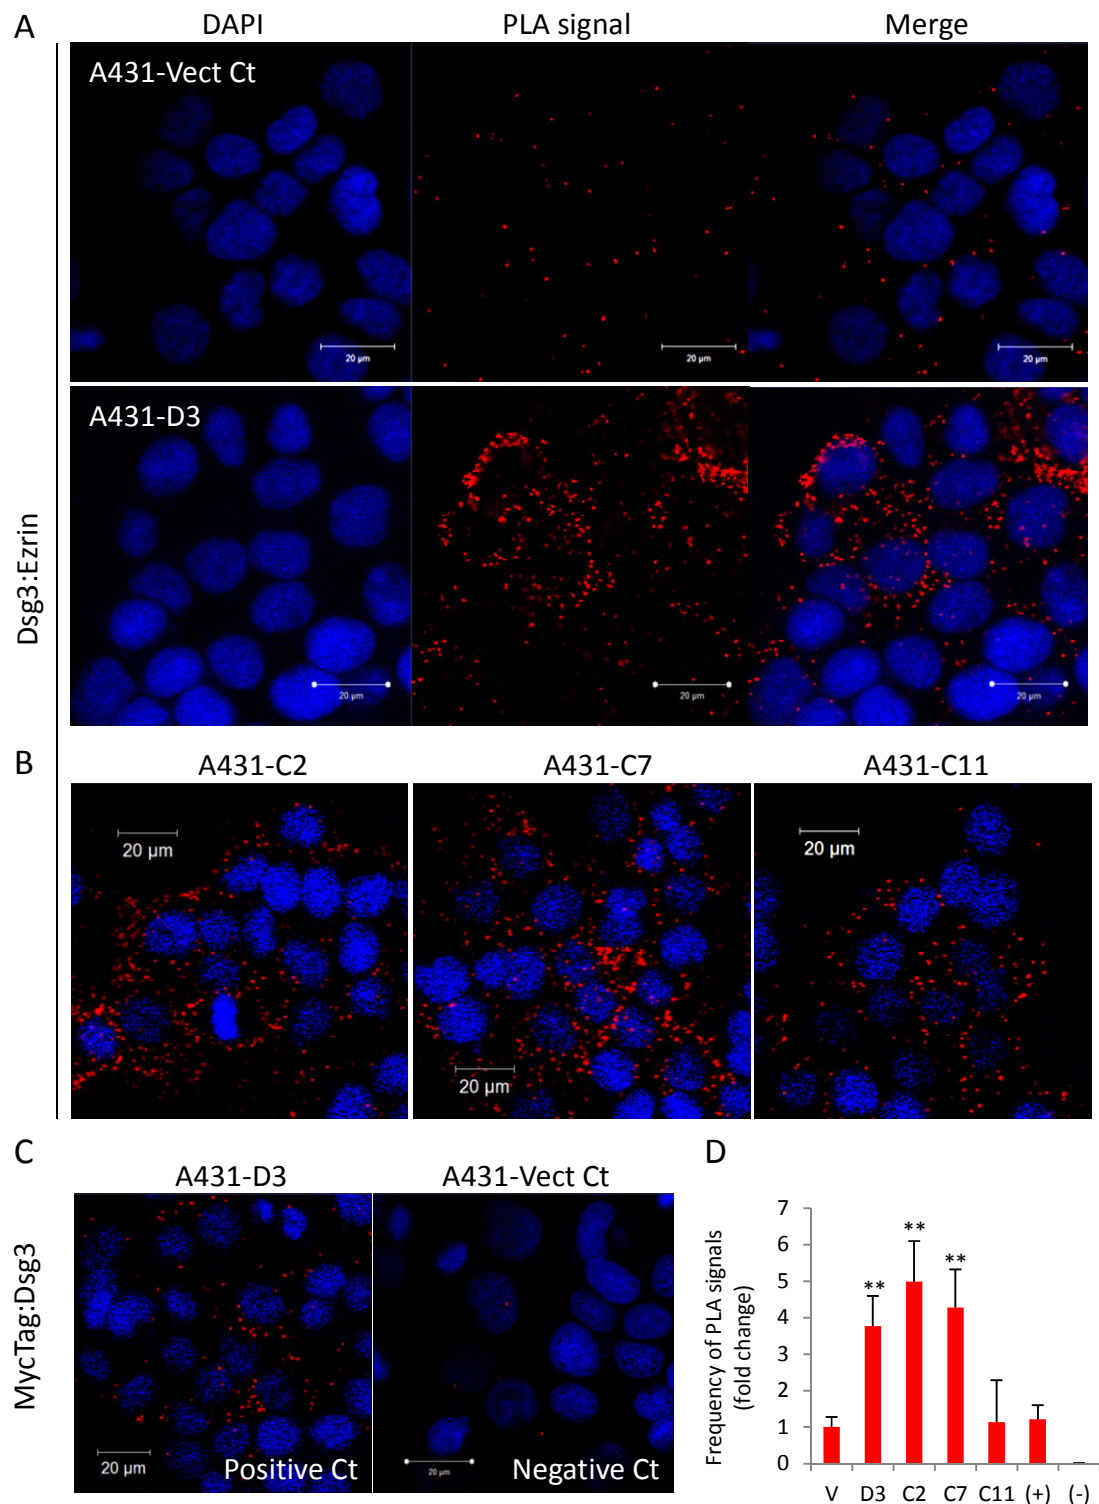 A
DAPI
PLA signal
Merge
A431-Vect Ct
20 µm
20 µm
20 µm
A431-D3
20 µm
20 µm
20 µm
Dsg3:Ezrin
B
A431-C2
A431-C7
A431-C11
20 µm
20 µm
20 µm
C
A431-D3
A431-Vect Ct
MycTag:Dsg3
20 µm
Positive Ct
20 µm
Negative Ct
D
Frequency of PLA signals
(fold change)
7
6
5
4
3
2
1
0
**
**
**
V D3 C2 C7 C11 (+) (-)